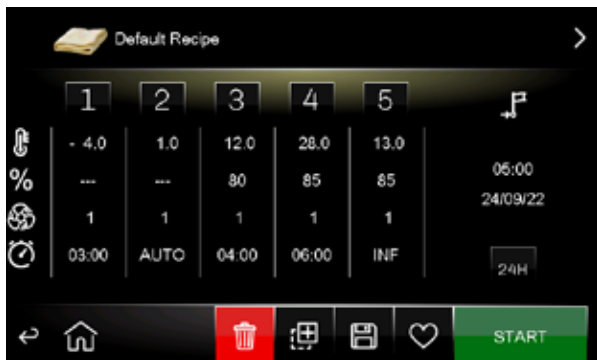 Default Recipe
1 2 3 4 5
- 4.0 1.0 12.0 28.0 13.0
% --- --- 80 85 85
05:00
24/09/22
1 1 1 1 1
03:00 AUTO 04:00 06:00 INF
24H
START